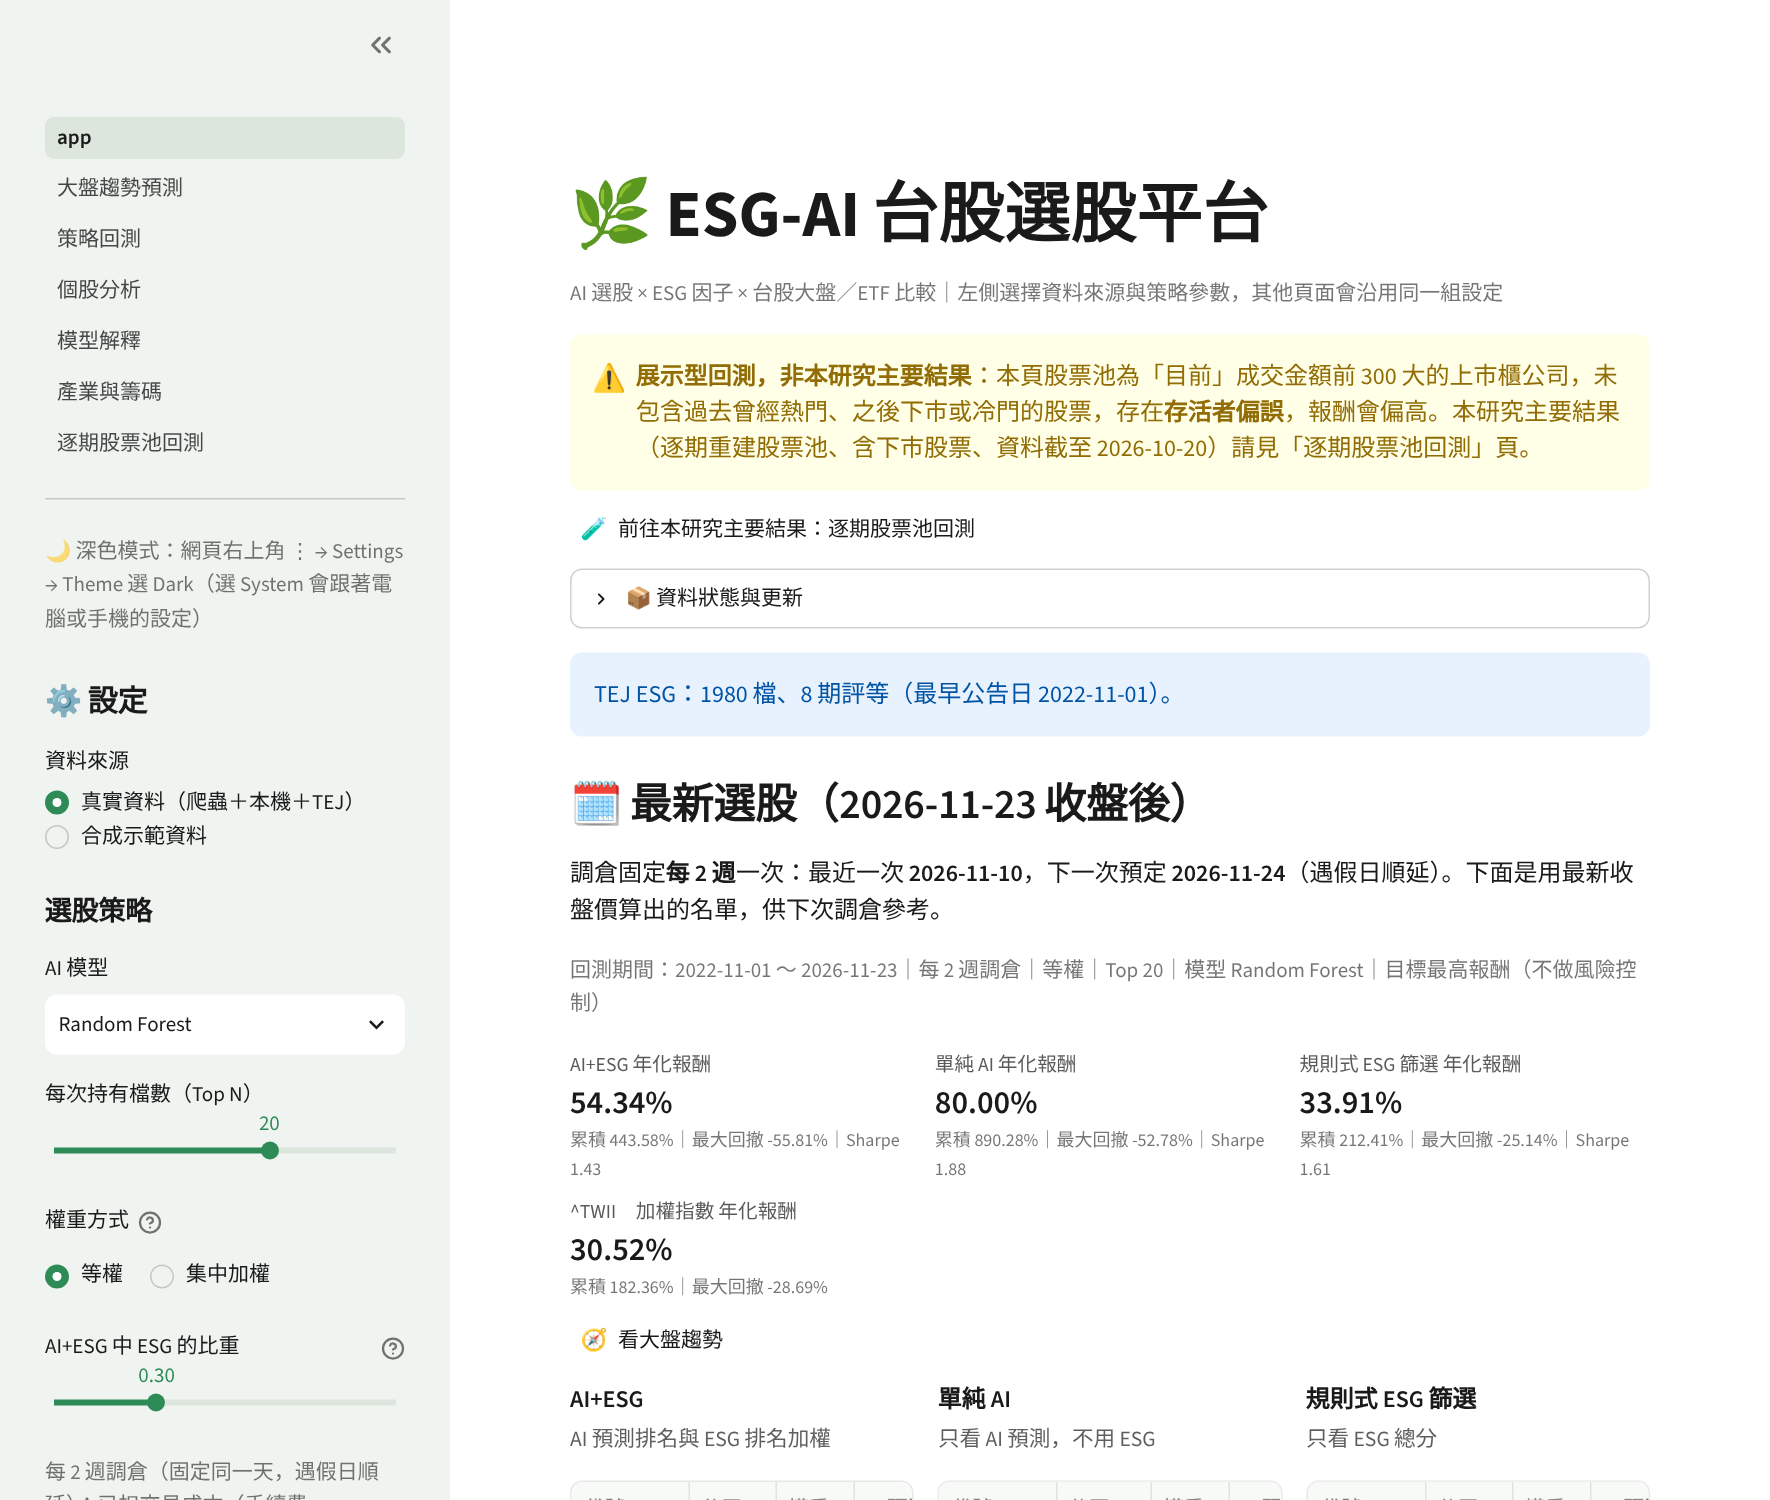 app
大盤趨勢預測
策略回測
個股分析
模型解釋
產業與籌碼
逐期股票池回測
🌙 深色模式：網頁右上角 ⋮ → Settings
→ Theme 選 Dark（選 System 會跟著電
腦或手機的設定）
⚙️ 設定
資料來源
真實資料（爬蟲＋本機＋TEJ）
合成示範資料
選股策略
AI 模型
Random Forest
每次持有檔數（Top N）
20
權重方式
等權 集中加權
AI+ESG 中 ESG 的比重
0.30
每 2 週調倉（固定同一天，遇假日順
🌿 ESG-AI 台股選股平台
AI 選股 × ESG 因子 × 台股大盤／ETF 比較｜左側選擇資料來源與策略參數，其他頁面會沿用同一組設定
⚠️ 展示型回測，非本研究主要結果：本頁股票池為「目前」成交金額前 300 大的上市櫃公司，未
包含過去曾經熱門、之後下市或冷門的股票，存在存活者偏誤，報酬會偏高。本研究主要結果
（逐期重建股票池、含下市股票、資料截至 2026-10-20）請見「逐期股票池回測」頁。
🧪 前往本研究主要結果：逐期股票池回測
📦 資料狀態與更新
TEJ ESG：1980 檔、8 期評等（最早公告日 2022-11-01）。
🗓️ 最新選股（2026-11-23 收盤後）
調倉固定每 2 週一次：最近一次 2026-11-10，下一次預定 2026-11-24（遇假日順延）。下面是用最新收
盤價算出的名單，供下次調倉參考。
回測期間：2022-11-01 ～ 2026-11-23｜每 2 週調倉｜等權｜Top 20｜模型 Random Forest｜目標最高報酬（不做風險控
制）
AI+ESG 年化報酬
54.34%
累積 443.58%｜最大回撤 -55.81%｜Sharpe
1.43
單純 AI 年化報酬
80.00%
累積 890.28%｜最大回撤 -52.78%｜Sharpe
1.88
規則式 ESG 篩選 年化報酬
33.91%
累積 212.41%｜最大回撤 -25.14%｜Sharpe
1.61
^TWII　加權指數 年化報酬
30.52%
累積 182.36%｜最大回撤 -28.69%
🧭 看大盤趨勢
AI+ESG
AI 預測排名與 ESG 排名加權
單純 AI
只看 AI 預測，不用 ESG
規則式 ESG 篩選
只看 ESG 總分